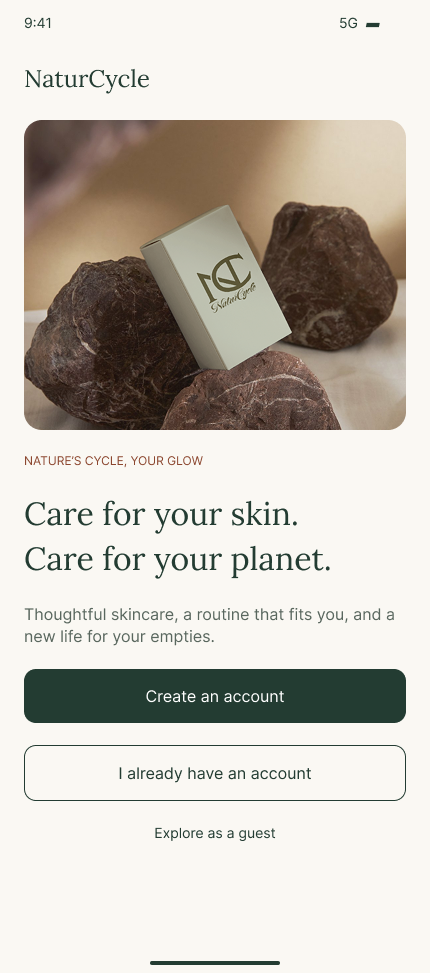 9:41 5G
NaturCycle
NC
NaturCycle
NATURE'S CYCLE, YOUR GLOW
Care for your skin.
Care for your planet.
Thoughtful skincare, a routine that fits you, and a
new life for your empties.
Create an account
I already have an account
Explore as a guest